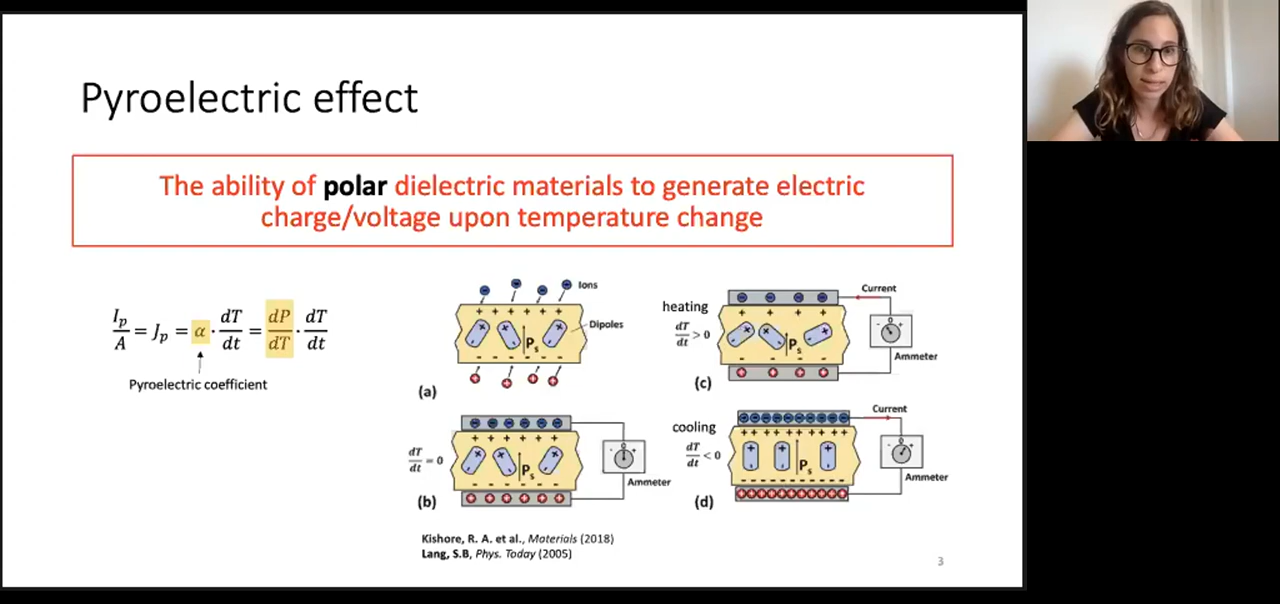 Pyroelectric effect
The ability of polar dielectric materials to generate electric
charge/voltage upon temperature change
I_p/A = J_p = α · dT/dt = dP/dT · dT/dt
Pyroelectric coefficient
Ions
+ + + + + +
Dipoles
P_s
- - - - - -
(a)
dT/dt = 0
+ + + + + +
P_s
- - - - - -
- 0 +
Ammeter
(b)
heating
dT/dt > 0
Current
+ + + +
P_s
- - - -
- 0 +
Ammeter
(c)
cooling
dT/dt < 0
Current
P_s
- 0 +
Ammeter
(d)
Kishore, R. A. et al., Materials (2018)
Lang, S.B, Phys. Today (2005)
3